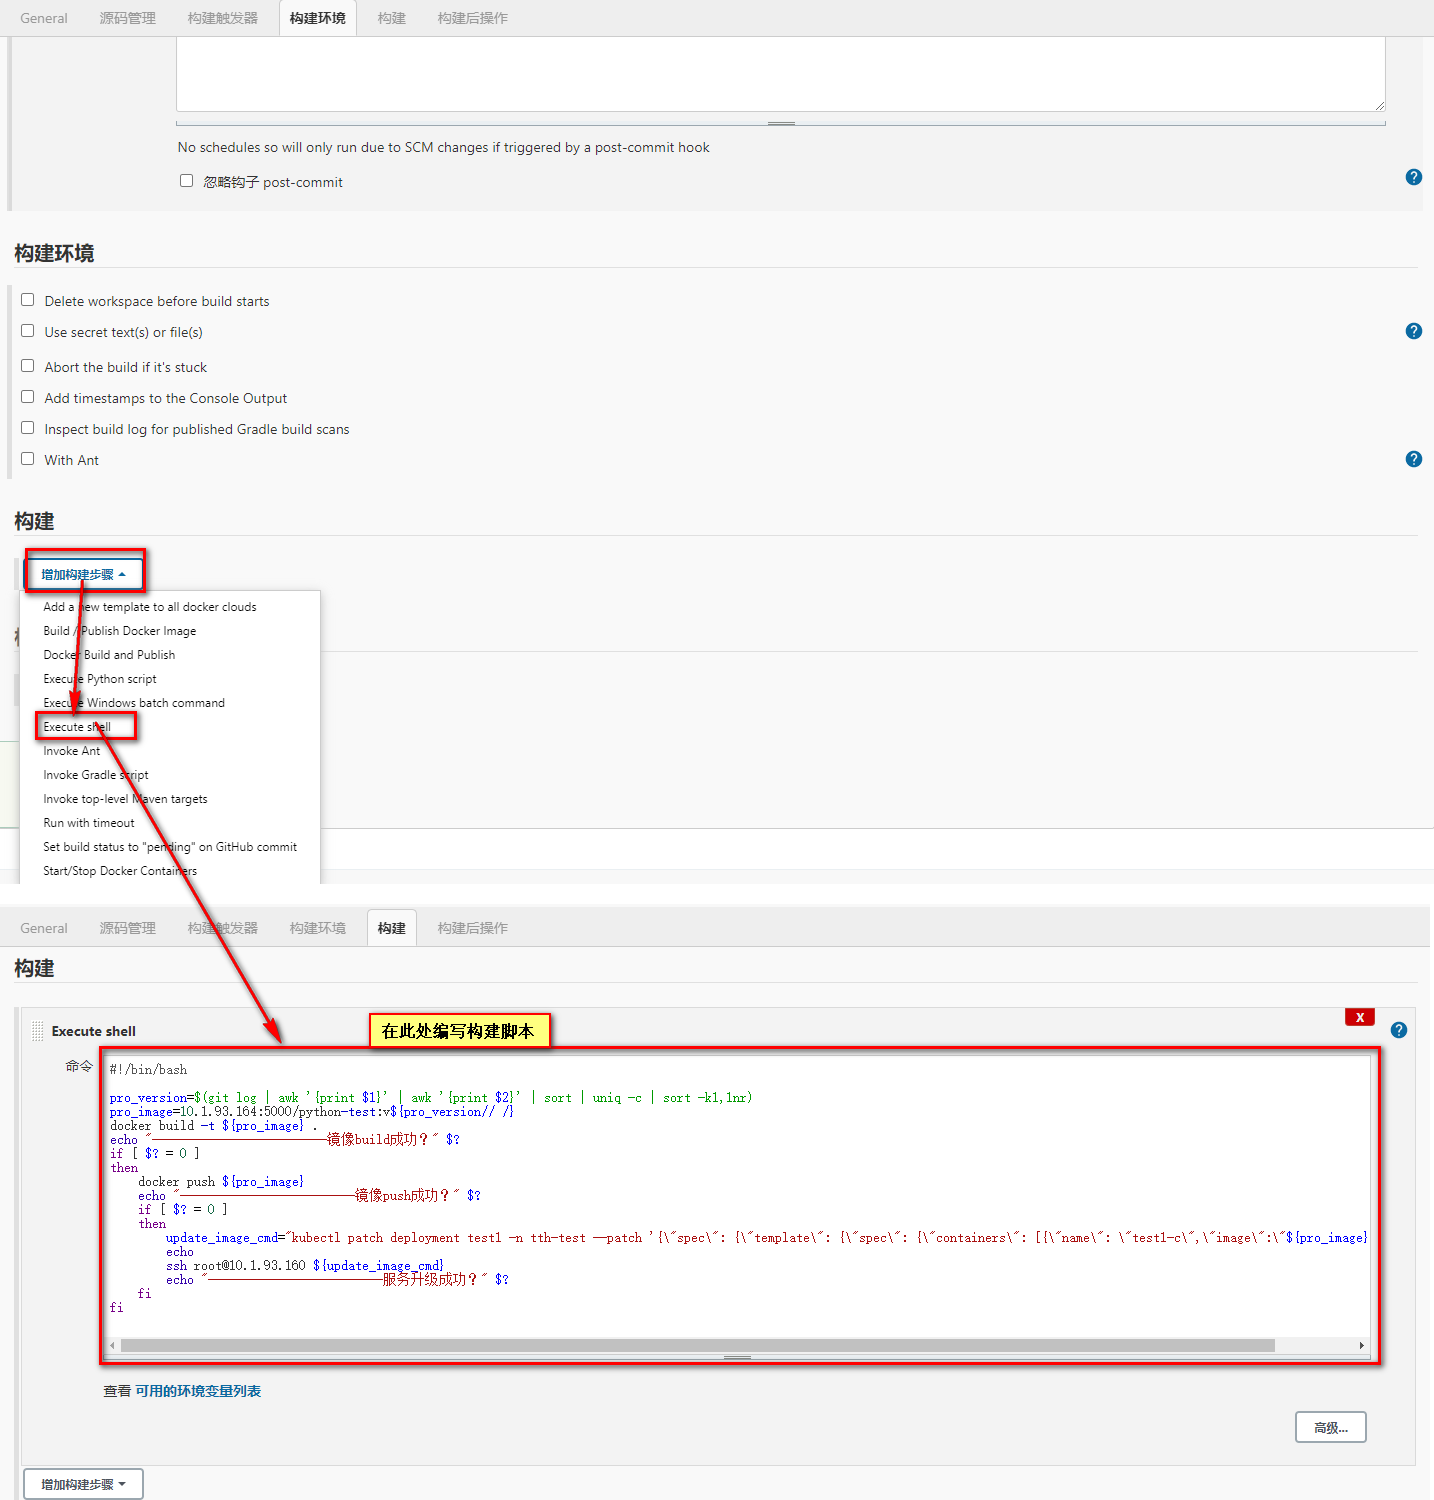 General 源码管理 构建触发器 构建环境 构建 构建后操作
No schedules so will only run due to SCM changes if triggered by a post-commit hook
忽略钩子 post-commit
构建环境
Delete workspace before build starts
Use secret text(s) or file(s)
Abort the build if it's stuck
Add timestamps to the Console Output
Inspect build log for published Gradle build scans
With Ant
构建
增加构建步骤
Add a new template to all docker clouds
Build / Publish Docker Image
Docker Build and Publish
Execute Python script
Execute Windows batch command
Execute shell
Invoke Ant
Invoke Gradle script
Invoke top-level Maven targets
Run with timeout
Set build status to "pending" on GitHub commit
Start/Stop Docker Containers
General 源码管理 构建触发器 构建环境 构建 构建后操作
构建
X
Execute shell
在此处编写构建脚本
命令
#!/bin/bash
pro_version=$(git log | awk '{print $1}' | awk '{print $2}' | sort | uniq -c | sort -k1,1nr)
pro_image=10.1.93.164:5000/python-test:v${pro_version// /}
docker build -t ${pro_image} .
echo "—————————————————————————镜像build成功？" $?
if [ $? = 0 ]
then
docker push ${pro_image}
echo "—————————————————————————镜像push成功？" $?
if [ $? = 0 ]
then
update_image_cmd="kubectl patch deployment test1 -n tth-test --patch '{\"spec\": {\"template\": {\"spec\": {\"containers\": [{\"name\": \"test1-c\",\"image\":\"${pro_image}
echo
ssh root@10.1.93.160 ${update_image_cmd}
echo "—————————————————————————服务升级成功？" $?
fi
fi
查看 可用的环境变量列表
高级...
增加构建步骤